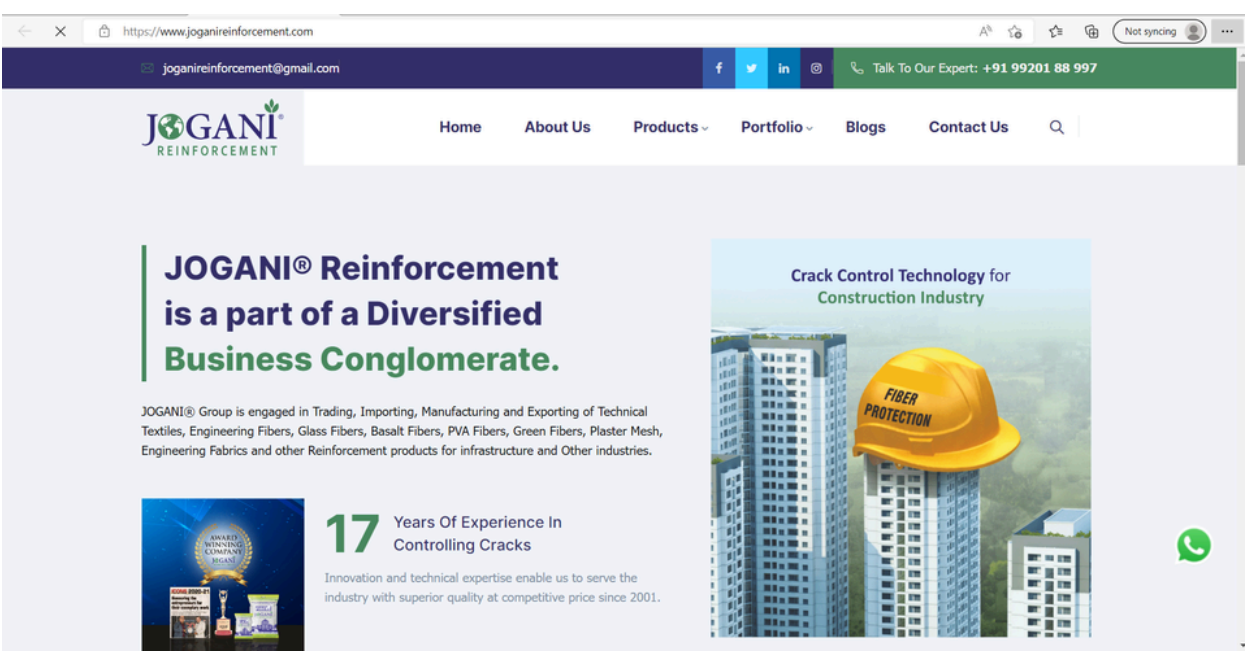 https://www.joganireinforcement.com
Not syncing
joganireinforcement@gmail.com
Talk To Our Expert: +91 99201 88 997
JOGANI®
REINFORCEMENT
Home About Us Products Portfolio Blogs Contact Us
JOGANI® Reinforcement
is a part of a Diversified
Business Conglomerate.
JOGANI® Group is engaged in Trading, Importing, Manufacturing and Exporting of Technical
Textiles, Engineering Fibers, Glass Fibers, Basalt Fibers, PVA Fibers, Green Fibers, Plaster Mesh,
Engineering Fabrics and other Reinforcement products for infrastructure and Other industries.
Crack Control Technology for
Construction Industry
FIBER
PROTECTION
AWARD
WINNING
COMPANY
JOGANI
17 Years Of Experience In
Controlling Cracks
Innovation and technical expertise enable us to serve the
industry with superior quality at competitive price since 2001.